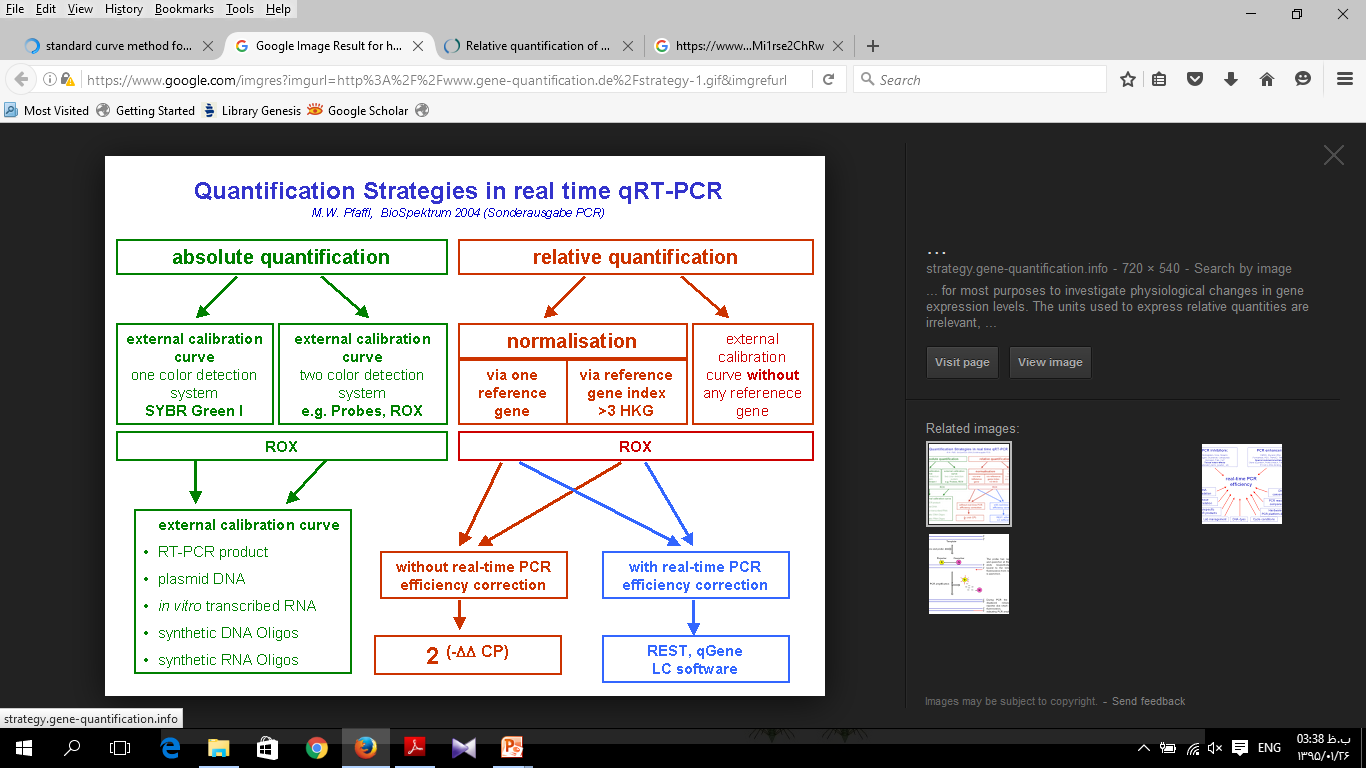 File Edit View History Bookmarks Tools Help
standard curve method fo...
Google Image Result for h...
Relative quantification of ...
https://www...Mi1rse2ChRw
https://www.google.com/imgres?imgurl=http%3A%2F%2Fwww.gene-quantification.de%2Fstrategy-1.gif&imgrefurl
Search
Most Visited Getting Started Library Genesis Google Scholar
Quantification Strategies in real time qRT-PCR
M.W. Pfaffl, BioSpektrum 2004 (Sonderausgabe PCR)
absolute quantification
relative quantification
external calibration
curve
one color detection
system
SYBR Green I
external calibration
curve
two color detection
system
e.g. Probes, ROX
normalisation
via one
reference
gene
via reference
gene index
>3 HKG
external
calibration
curve without
any referenece
gene
ROX
ROX
external calibration curve
• RT-PCR product
• plasmid DNA
• in vitro transcribed RNA
• synthetic DNA Oligos
• synthetic RNA Oligos
without real-time PCR
efficiency correction
with real-time PCR
efficiency correction
2 (-ΔΔ CP)
REST, qGene
LC software
...
strategy.gene-quantification.info - 720 × 540 - Search by image
... for most purposes to investigate physiological changes in gene
expression levels. The units used to express relative quantities are
irrelevant, ...
Visit page
View image
Related images:
real-time PCR
efficiency
Images may be subject to copyright. - Send feedback
strategy.gene-quantification.info
ENG
03:38 ب.ظ
۱۳۹۵/۰۱/۲۶